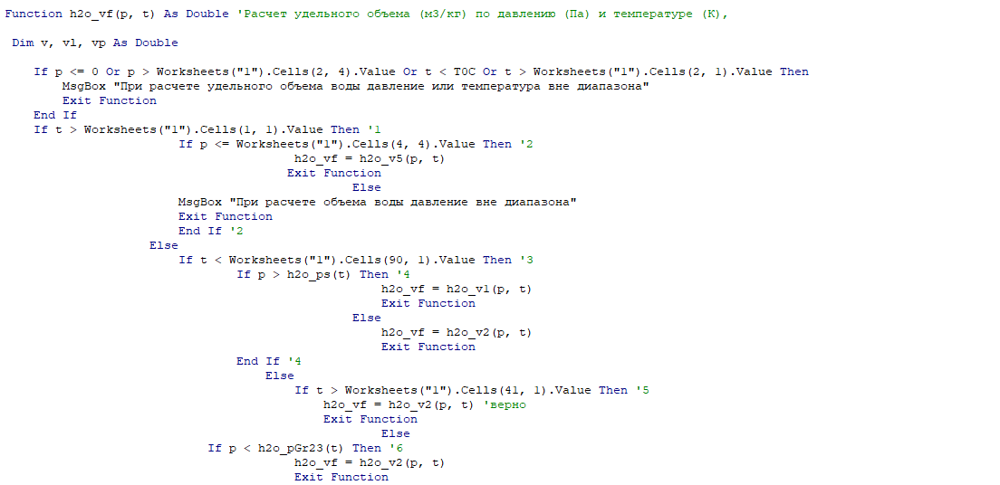 Function h2o_vf(p, t) As Double 'Расчет удельного объема (м3/кг) по давлению (Па) и температуре (К),
Dim v, vl, vp As Double
If p <= 0 Or p > Worksheets("1").Cells(2, 4).Value Or t < T0C Or t > Worksheets("1").Cells(2, 1).Value Then
MsgBox "При расчете удельного объема воды давление или температура вне диапазона"
Exit Function
End If
If t > Worksheets("1").Cells(1, 1).Value Then '1
If p <= Worksheets("1").Cells(4, 4).Value Then '2
h2o_vf = h2o_v5(p, t)
Exit Function
Else
MsgBox "При расчете объема воды давление вне диапазона"
Exit Function
End If '2
Else
If t < Worksheets("1").Cells(90, 1).Value Then '3
If p > h2o_ps(t) Then '4
h2o_vf = h2o_v1(p, t)
Exit Function
Else
h2o_vf = h2o_v2(p, t)
Exit Function
End If '4
Else
If t > Worksheets("1").Cells(41, 1).Value Then '5
h2o_vf = h2o_v2(p, t) 'верно
Exit Function
Else
If p < h2o_pGr23(t) Then '6
h2o_vf = h2o_v2(p, t)
Exit Function